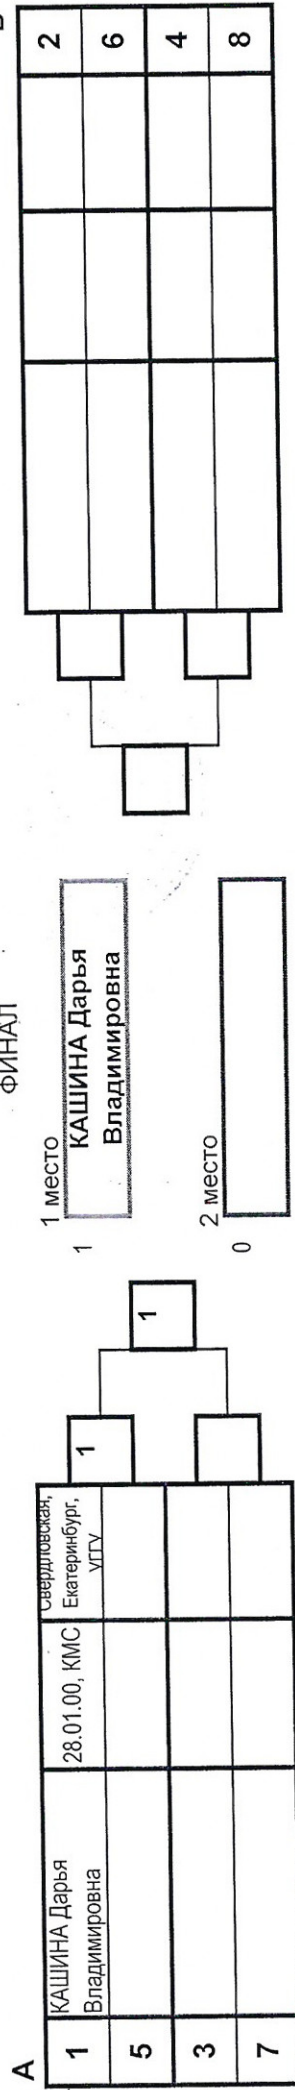 А
1
КАШИНА Дарья
Владимировна
28.01.00, КМС
Свердловская,
Екатеринбург,
УГГУ
5
3
7
1
1
ФИНАЛ
1 место
1
КАШИНА Дарья
Владимировна
2 место
0
2
6
4
8